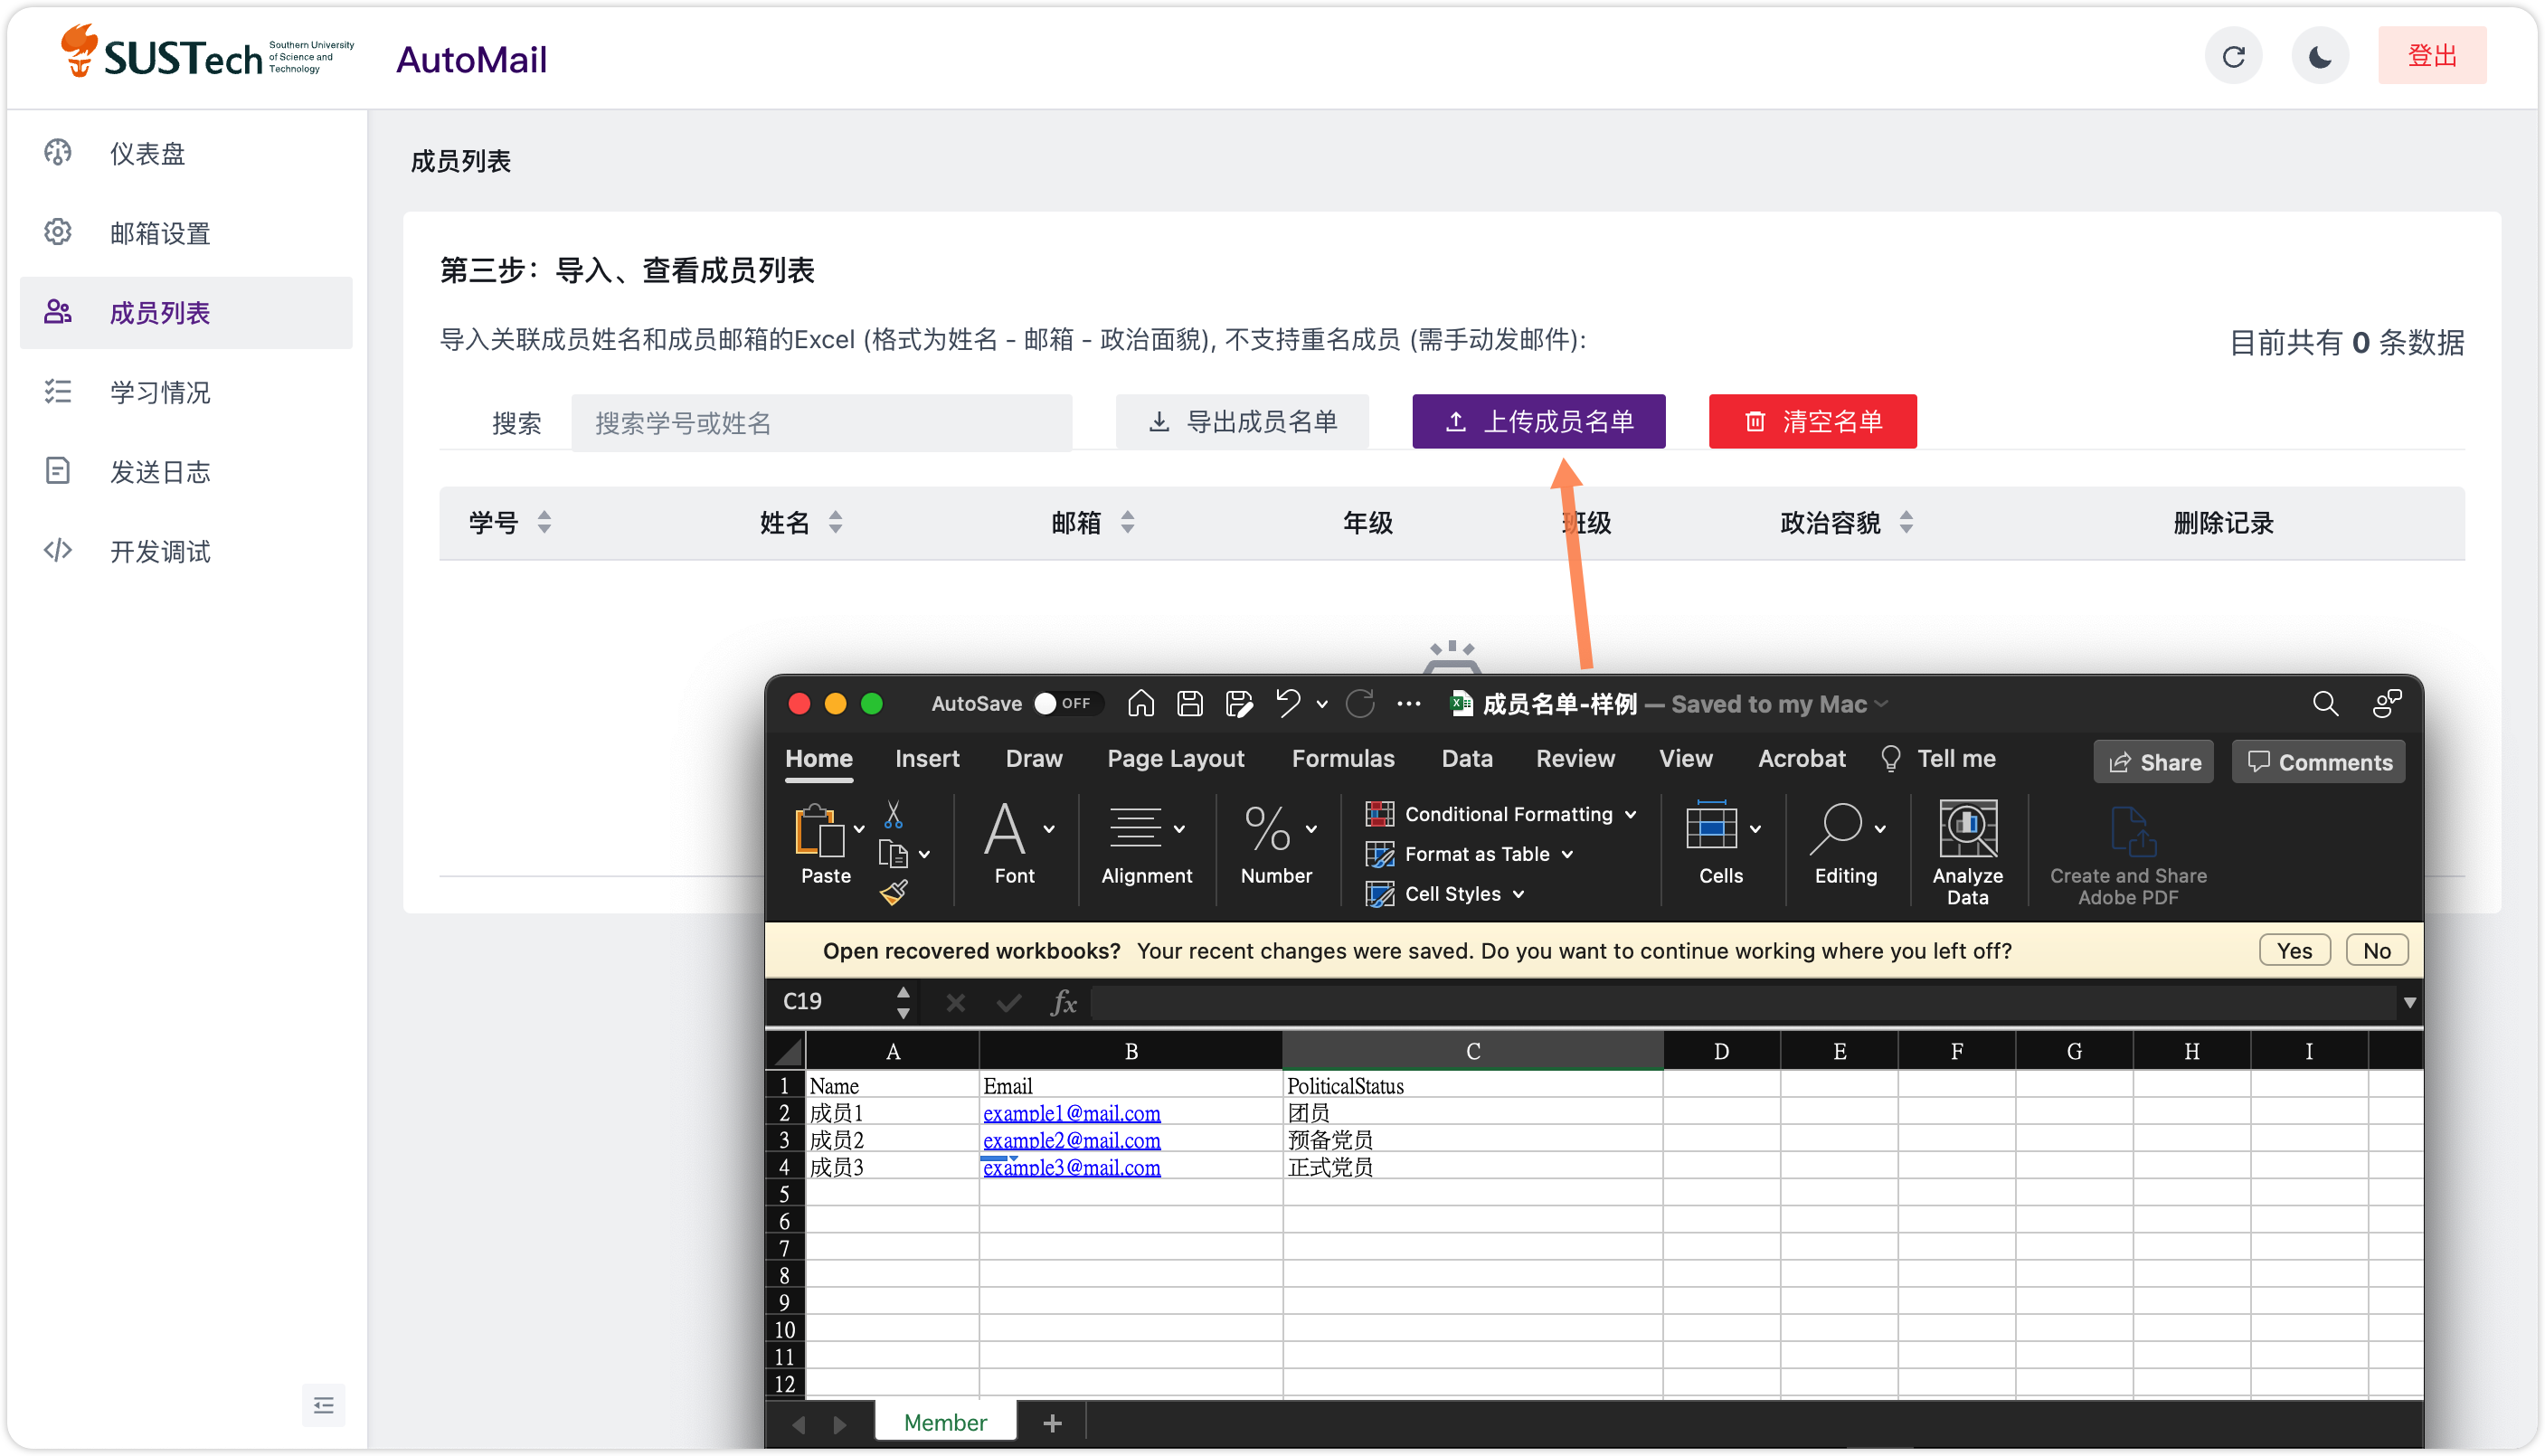 SUSTech
Southern University
of Science and
Technology
AutoMail
登出
仪表盘
邮箱设置
成员列表
学习情况
发送日志
开发调试
成员列表
第三步：导入、查看成员列表
导入关联成员姓名和成员邮箱的Excel (格式为姓名 - 邮箱 - 政治面貌), 不支持重名成员 (需手动发邮件):
目前共有 0 条数据
搜索 搜索学号或姓名 导出成员名单 上传成员名单 清空名单
学号 姓名 邮箱 年级 班级 政治容貌 删除记录
AutoSave OFF 成员名单-样例 — Saved to my Mac
Home Insert Draw Page Layout Formulas Data Review View Acrobat Tell me Share Comments
Paste Font Alignment Number
Conditional Formatting
Format as Table
Cell Styles
Cells Editing
Analyze
Data
Create and Share
Adobe PDF
Open recovered workbooks? Your recent changes were saved. Do you want to continue working where you left off? Yes No
C19 fx
A B C D E F G H I
1 Name Email PoliticalStatus
2 成员1 example1@mail.com 团员
3 成员2 example2@mail.com 预备党员
4 成员3 example3@mail.com 正式党员
5
6
7
8
9
10
11
12
Member +